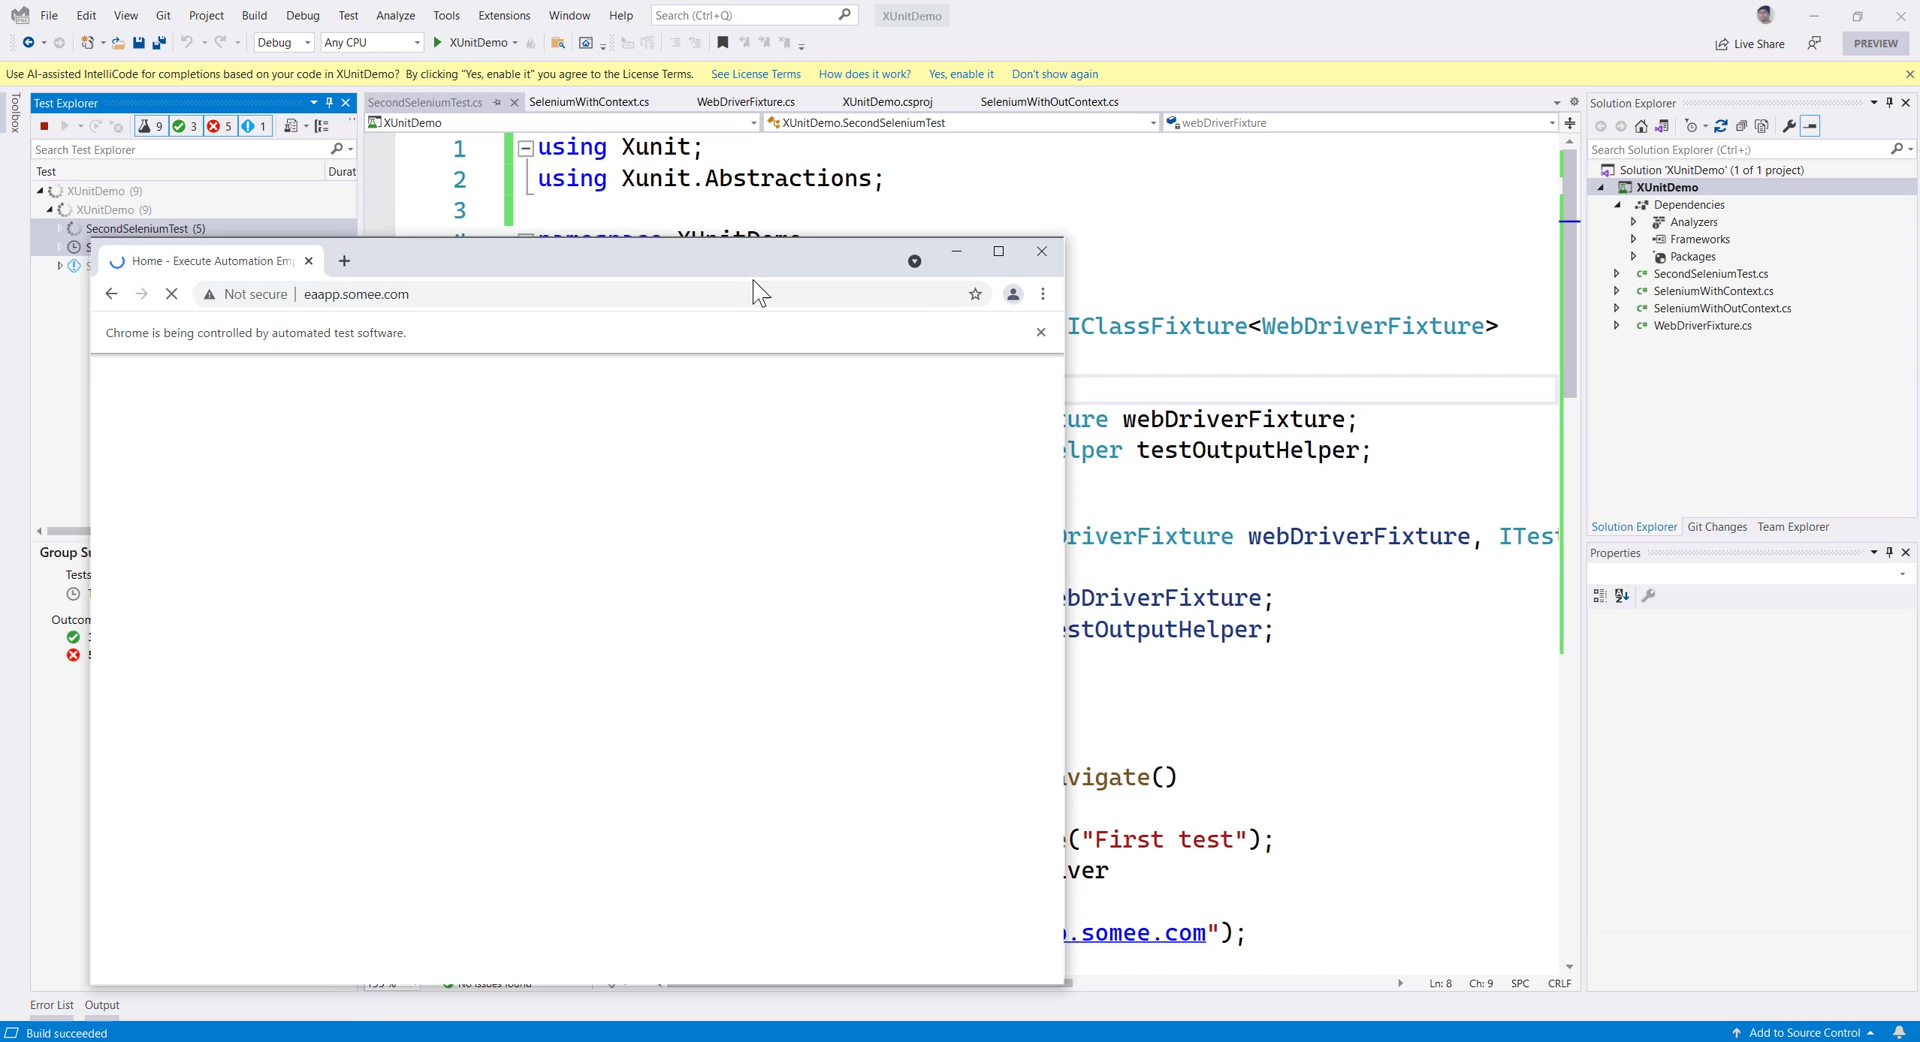 File Edit View Git Project Build Debug Test Analyze Tools Extensions Window Help Search (Ctrl+Q) XUnitDemo
Debug Any CPU XUnitDemo Live Share PREVIEW
Use AI-assisted IntelliCode for completions based on your code in XUnitDemo? By clicking "Yes, enable it" you agree to the License Terms. See License Terms How does it work? Yes, enable it Don't show again
Toolbox
Test Explorer
9 3 5 1
Search Test Explorer
Test Durat
XUnitDemo (9)
XUnitDemo (9)
SecondSeleniumTest (5)
Group Su
Tests
Outcom
SecondSeleniumTest.cs SeleniumWithContext.cs WebDriverFixture.cs XUnitDemo.csproj SeleniumWithOutContext.cs
XUnitDemo XUnitDemo.SecondSeleniumTest webDriverFixture
1 using Xunit;
2 using Xunit.Abstractions;
3
Home - Execute Automation Em
Not secure eaapp.somee.com
Chrome is being controlled by automated test software.
IClassFixture<WebDriverFixture>
ure webDriverFixture;
lper testOutputHelper;
DriverFixture webDriverFixture, ITest
ebDriverFixture;
estOutputHelper;
avigate()
("First test");
ver
p.somee.com");
Ln: 8 Ch: 9 SPC CRLF
Solution Explorer
Search Solution Explorer (Ctrl+;)
Solution 'XUnitDemo' (1 of 1 project)
XUnitDemo
Dependencies
Analyzers
Frameworks
Packages
SecondSeleniumTest.cs
SeleniumWithContext.cs
SeleniumWithOutContext.cs
WebDriverFixture.cs
Solution Explorer Git Changes Team Explorer
Properties
Error List Output
Build succeeded Add to Source Control